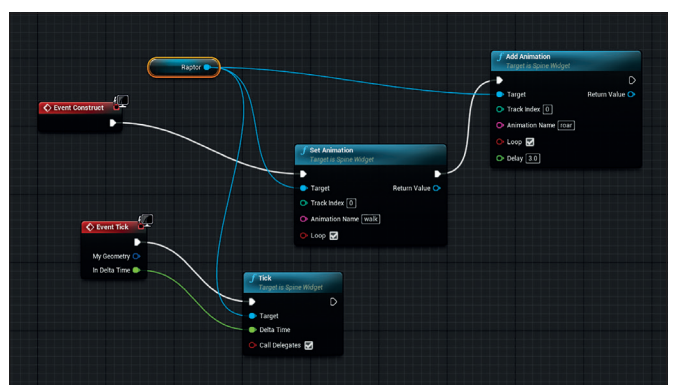 Raptor
Event Construct
Add Animation
Target is Spine Widget
Target
Return Value
Track Index 0
Animation Name roar
Loop
Delay 3.0
Set Animation
Target is Spine Widget
Target
Return Value
Track Index 0
Animation Name walk
Loop
Event Tick
My Geometry
In Delta Time
Tick
Target is Spine Widget
Target
Delta Time
Call Delegates